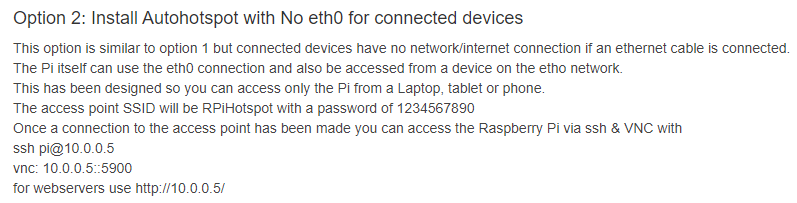 Option 2: Install Autohotspot with No eth0 for connected devices
This option is similar to option 1 but connected devices have no network/internet connection if an ethernet cable is connected.
The Pi itself can use the eth0 connection and also be accessed from a device on the etho network.
This has been designed so you can access only the Pi from a Laptop, tablet or phone.
The access point SSID will be RPiHotspot with a password of 1234567890
Once a connection to the access point has been made you can access the Raspberry Pi via ssh & VNC with
ssh pi@10.0.0.5
vnc: 10.0.0.5::5900
for webservers use http://10.0.0.5/